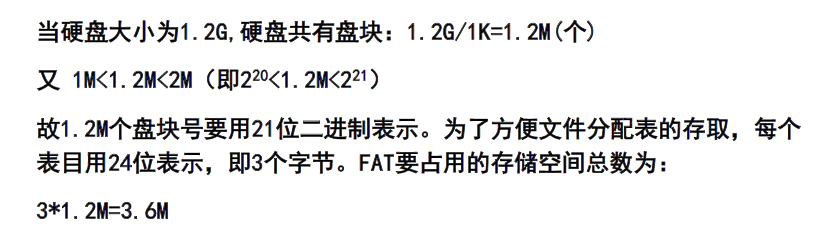 当硬盘大小为1.2G,硬盘共有盘块：1.2G/1K=1.2M(个)
又 1M<1.2M<2M（即2²⁰<1.2M<2²¹）
故1.2M个盘块号要用21位二进制表示。为了方便文件分配表的存取，每个
表目用24位表示，即3个字节。FAT要占用的存储空间总数为：
3*1.2M=3.6M